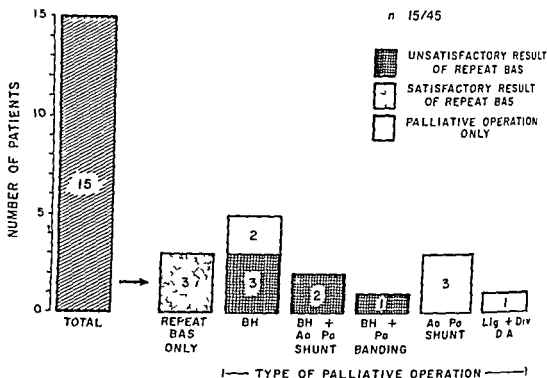 n 15/45
UNSATISFACTORY RESULT
OF REPEAT BAS
SATISFACTORY RESULT
OF REPEAT BAS
PALLIATIVE OPERATION
ONLY
NUMBER OF PATIENTS
15
10
5
0
15
3
2
3
2
1
3
1
TOTAL
REPEAT
BAS
ONLY
BH
BH +
Ao Pa
SHUNT
BH +
Pa
BANDING
Ao Pa
SHUNT
Lig + Div
D A
TYPE OF PALLIATIVE OPERATION